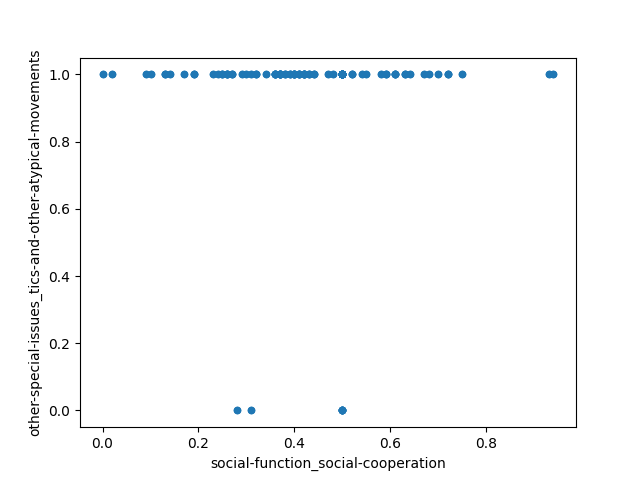 other-special-issues_tics-and-other-atypical-movements
1.0
0.8
0.6
0.4
0.2
0.0
0.0 0.2 0.4 0.6 0.8
social-function_social-cooperation